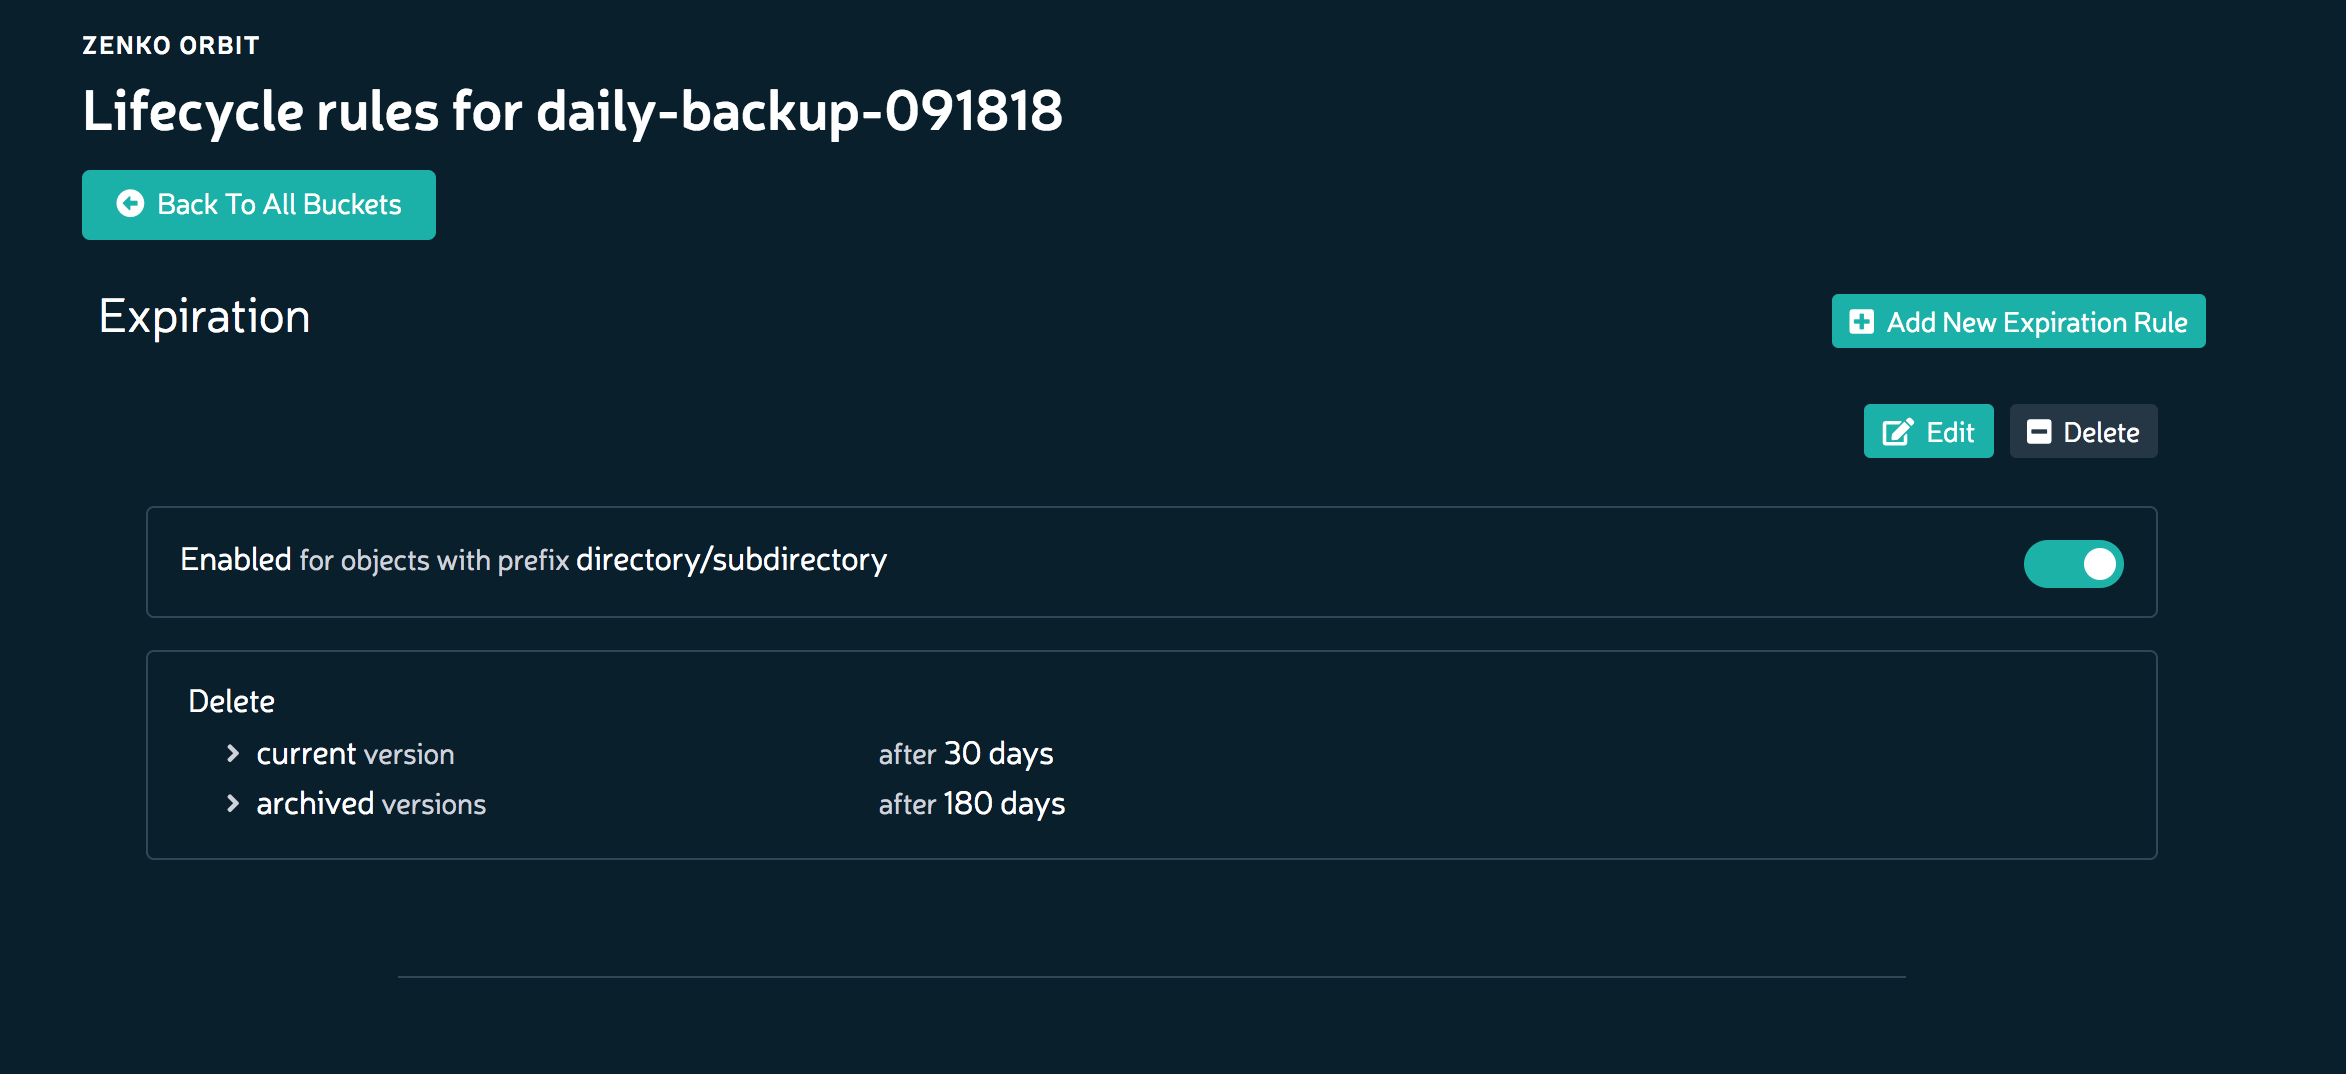 ZENKO ORBIT
Lifecycle rules for daily-backup-091818
Back To All Buckets
Expiration
Add New Expiration Rule
Edit
Delete
Enabled for objects with prefix directory/subdirectory
Delete
current version after 30 days
archived versions after 180 days